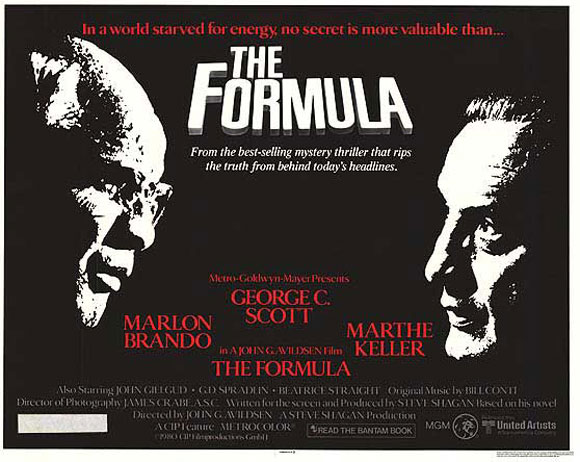 In a world starved for energy, no secret is more valuable than...
THE
FORMULA
From the best-selling mystery thriller that rips
the truth from behind today's headlines.
Metro-Goldwyn-Mayer Presents
GEORGE C.
SCOTT
MARLON
BRANDO
MARTHE
KELLER
in A JOHN G. AVILDSEN Film
THE FORMULA
Also Starring JOHN GIELGUD • G.D. SPRADLIN • BEATRICE STRAIGHT Original Music by BILL CONTI
Director of Photography JAMES CRABE, A.S.C. Written for the screen and Produced by STEVE SHAGAN Based on his novel
Directed by JOHN G. AVILDSEN A STEVE SHAGAN Production
A CIP Feature METROCOLOR®
©1980 CIP Filmproductions GmbH
READ THE BANTAM BOOK
MGM
United Artists